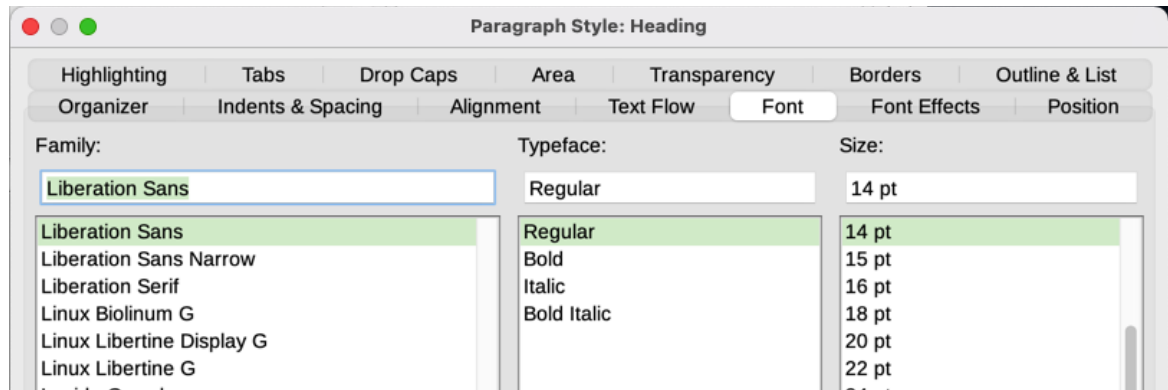 Paragraph Style: Heading
Highlighting Tabs Drop Caps Area Transparency Borders Outline & List
Organizer Indents & Spacing Alignment Text Flow Font Font Effects Position
Family: Typeface: Size:
Liberation Sans Regular 14 pt
Liberation Sans Regular 14 pt
Liberation Sans Narrow Bold 15 pt
Liberation Serif Italic 16 pt
Linux Biolinum G Bold Italic 18 pt
Linux Libertine Display G 20 pt
Linux Libertine G 22 pt